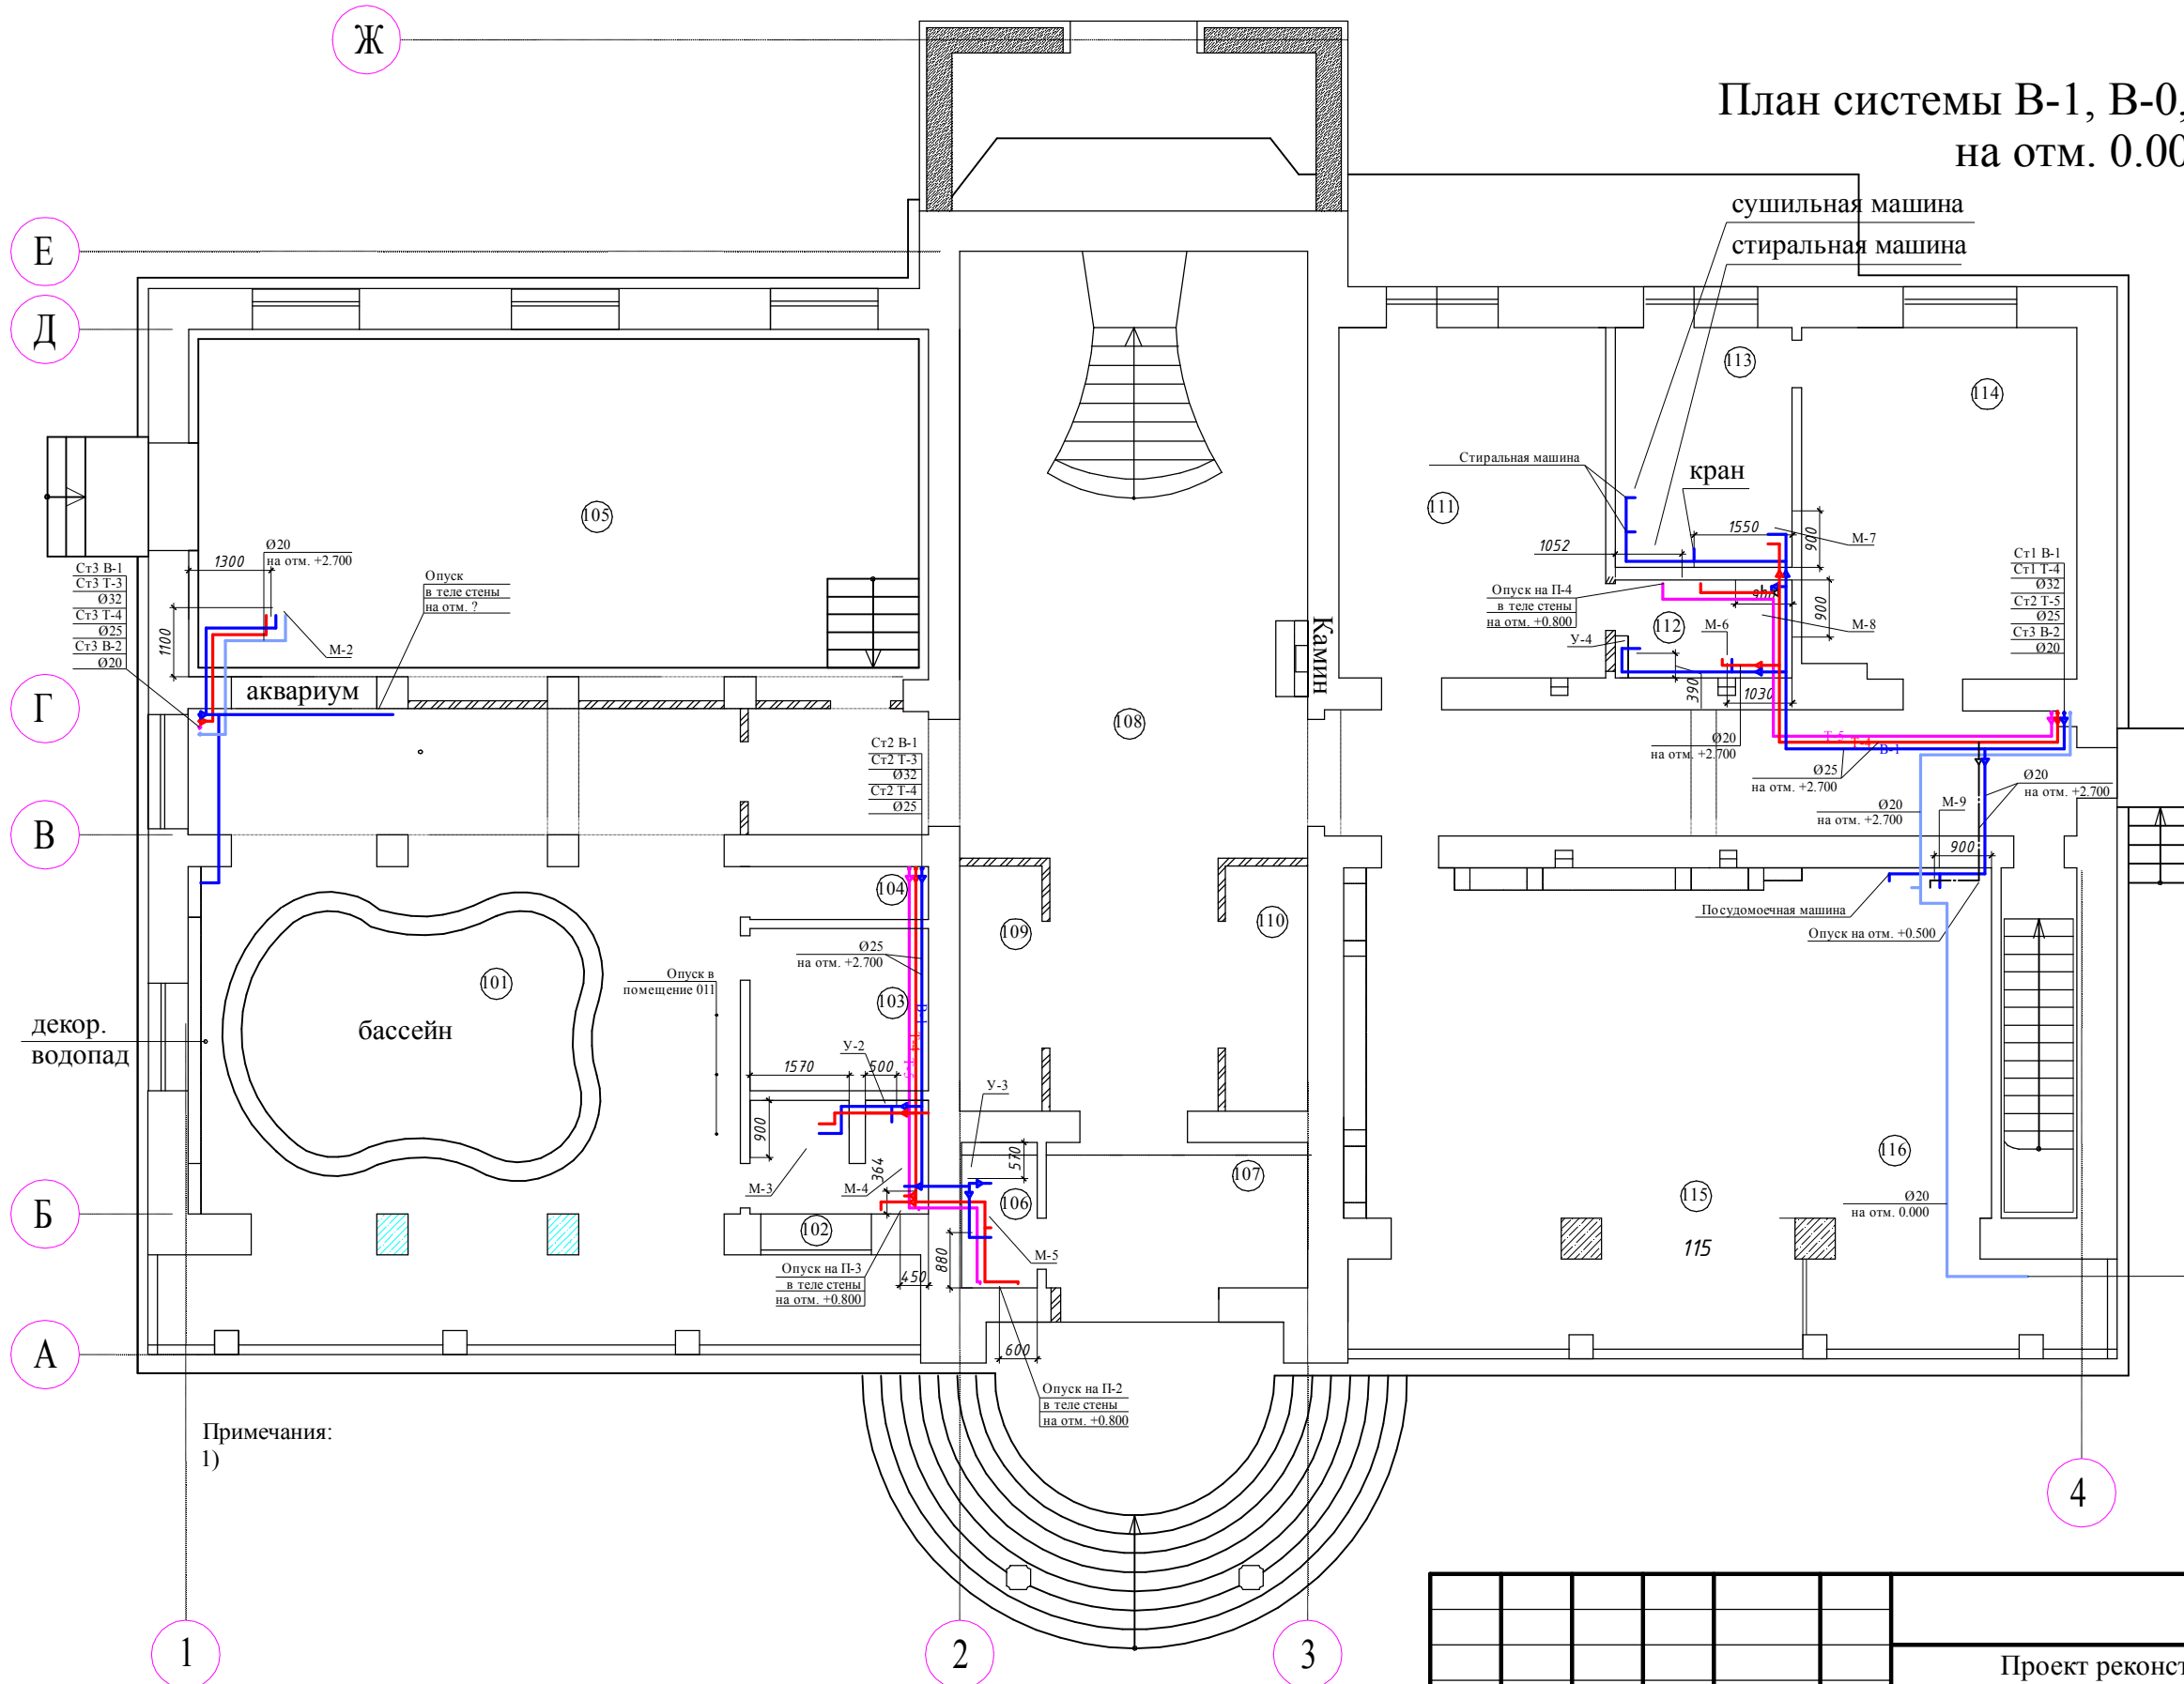 Ж
План системы В-1, В-0,
на отм. 0.00
сушильная машина
стиральная машина
Е
Д
113
114
Стиральная машина
кран
105
111
1550
900
М-7
1052
Ø20
на отм. +2.700
1300
Ст3 В-1
Ст3 Т-3
Ø32
Ст3 Т-4
Ø25
Ст3 В-2
Ø20
Опуск
в теле стены
на отм. ?
1100
М-2
Ст1 В-1
Ст1 Т-4
Ø32
Ст2 Т-5
Ø25
Ст3 В-2
Ø20
Опуск на П-4
в теле стены
на отм. +0.800
900
900
112
М-6
М-8
У-4
Камин
390
1030
аквариум
Г
108
Ст2 В-1
Ст2 Т-3
Ø32
Ст2 Т-4
Ø25
Ø20
на отм. +2.700
Т-5
Т-4
В-1
Ø25
на отм. +2.700
Ø20
на отм. +2.700
Ø20
на отм. +2.700
М-9
900
В
104
109
110
Посудомоечная машина
Опуск на отм. +0.500
Ø25
на отм. +2.700
101
103
Опуск в
помещение 011
декор.
водопад
бассейн
У-2
1570
500
У-3
900
364
570
М-3
М-4
106
107
116
115
Ø20
на отм. 0.000
115
Б
102
880
М-5
Опуск на П-3
в теле стены
на отм. +0.800
450
А
600
Опуск на П-2
в теле стены
на отм. +0.800
Примечания:
1)
4
1
2
3
Проект реконст